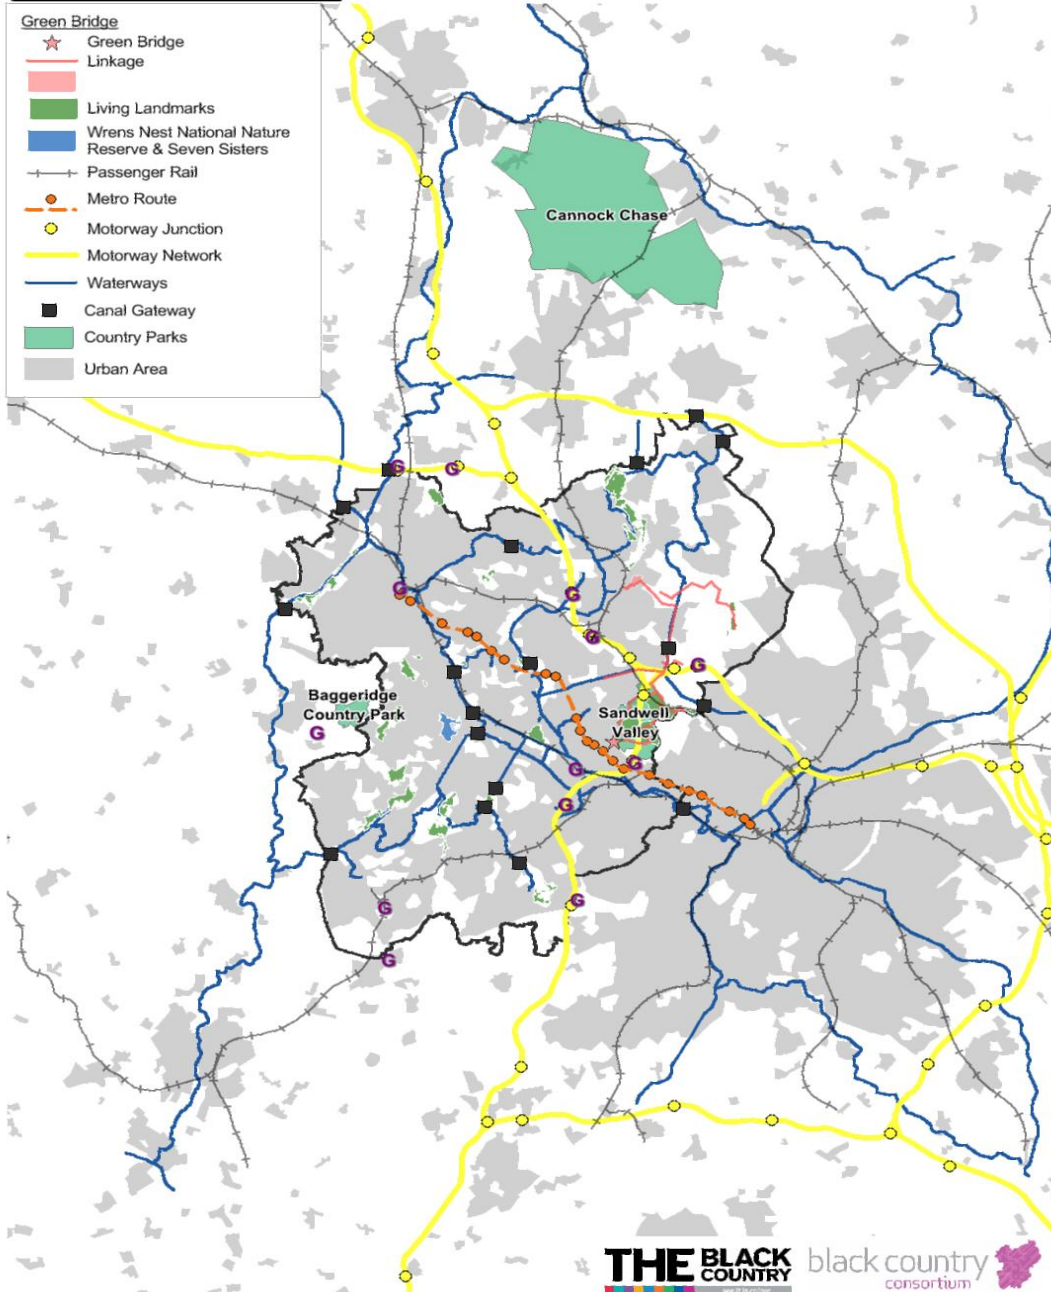 Green Bridge
Green Bridge
Linkage
Living Landmarks
Wrens Nest National Nature
Reserve & Seven Sisters
Passenger Rail
Metro Route
Motorway Junction
Motorway Network
Waterways
Canal Gateway
Country Parks
Urban Area
Cannock Chase
G
G
G
G
G
G
Baggeridge
Country Park
G
Sandwell
Valley
G
G
G
G
G
G
THE BLACK
COUNTRY
black country
consortium